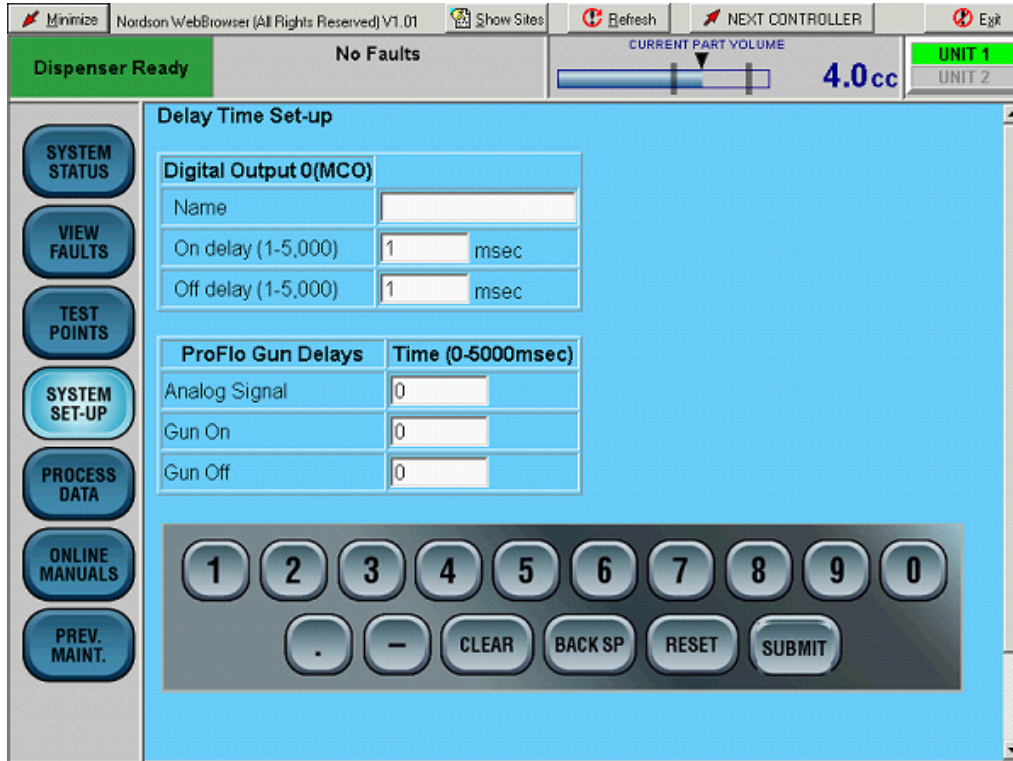 Minimize Nordson WebBrowser (All Rights Reserved) V1.01 Show Sites Refresh NEXT CONTROLLER Exit
Dispenser Ready
No Faults
CURRENT PART VOLUME
4.0cc
UNIT 1
UNIT 2
SYSTEM
STATUS
VIEW
FAULTS
TEST
POINTS
SYSTEM
SET-UP
PROCESS
DATA
ONLINE
MANUALS
PREV.
MAINT.
Delay Time Set-up
Digital Output 0(MCO)
Name
On delay (1-5,000) 1 msec
Off delay (1-5,000) 1 msec
ProFlo Gun Delays Time (0-5000msec)
Analog Signal 0
Gun On 0
Gun Off 0
1 2 3 4 5 6 7 8 9 0
. – CLEAR BACK SP RESET SUBMIT